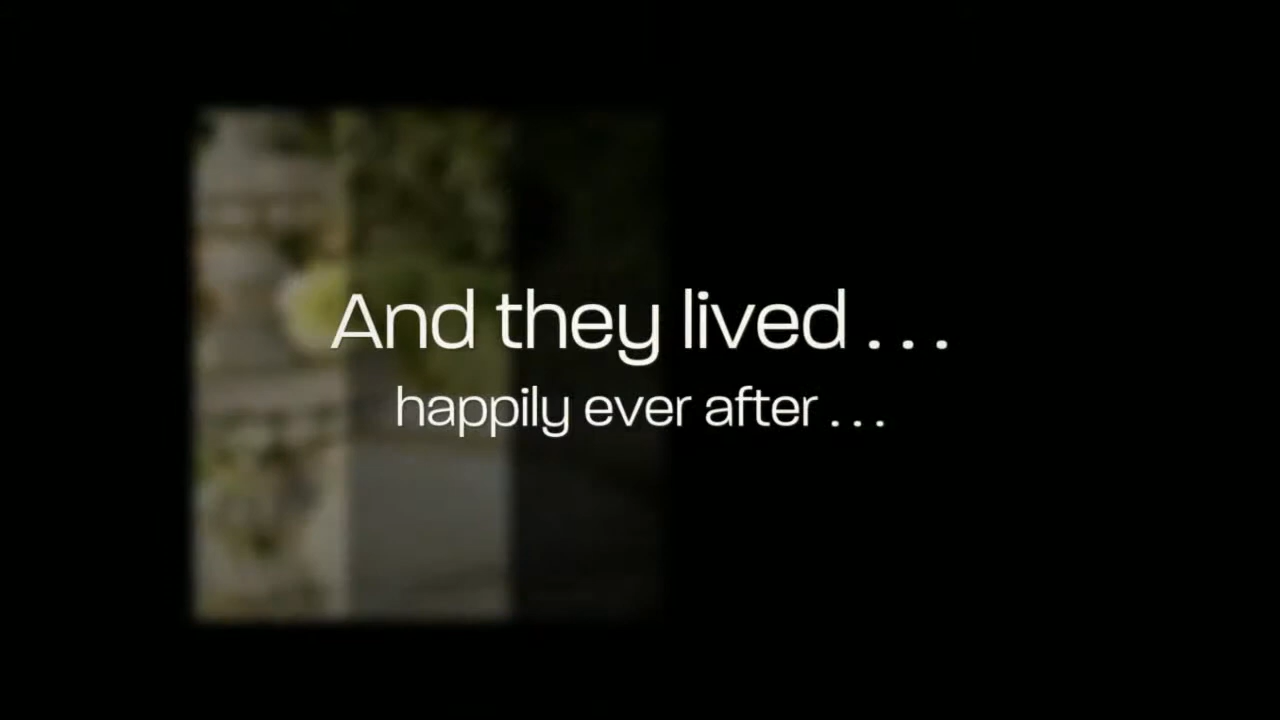 And they lived . . .
happily ever after . . .